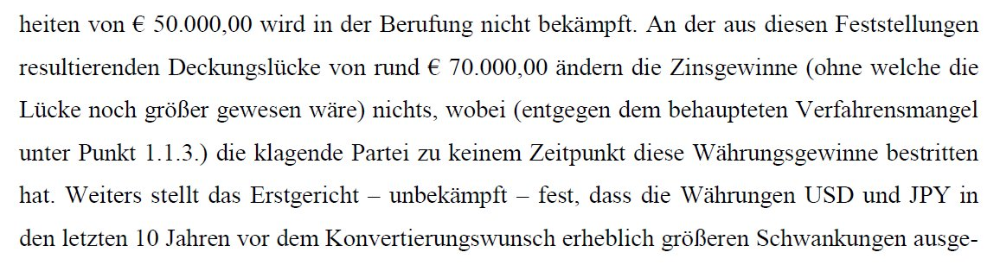 heiten von € 50.000,00 wird in der Berufung nicht bekämpft. An der aus diesen Feststellungen
resultierenden Deckungslücke von rund € 70.000,00 ändern die Zinsgewinne (ohne welche die
Lücke noch größer gewesen wäre) nichts, wobei (entgegen dem behaupteten Verfahrensmangel
unter Punkt 1.1.3.) die klagende Partei zu keinem Zeitpunkt diese Währungsgewinne bestritten
hat. Weiters stellt das Erstgericht – unbekämpft – fest, dass die Währungen USD und JPY in
den letzten 10 Jahren vor dem Konvertierungswunsch erheblich größeren Schwankungen ausge-